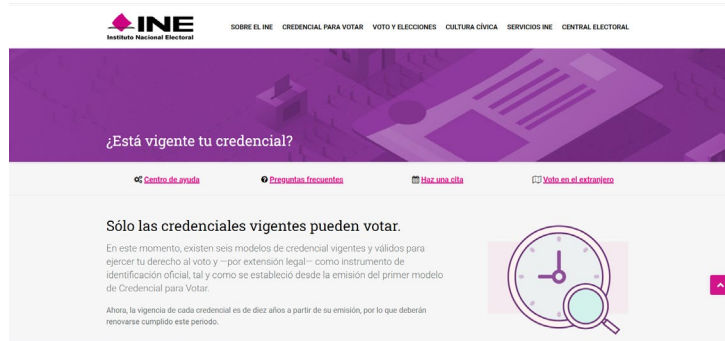 INE
Instituto Nacional Electoral
SOBRE EL INE CREDENCIAL PARA VOTAR VOTO Y ELECCIONES CULTURA CÍVICA SERVICIOS INE CENTRAL ELECTORAL
¿Está vigente tu credencial?
Centro de ayuda Preguntas frecuentes Haz una cita Voto en el extranjero
Sólo las credenciales vigentes pueden votar.
En este momento, existen seis modelos de credencial vigentes y válidos para
ejercer tu derecho al voto y —por extensión legal— como instrumento de
identificación oficial, tal y como se estableció desde la emisión del primer modelo
de Credencial para Votar.
Ahora, la vigencia de cada credencial es de diez años a partir de su emisión, por lo que deberán
renovarse cumplido este periodo.